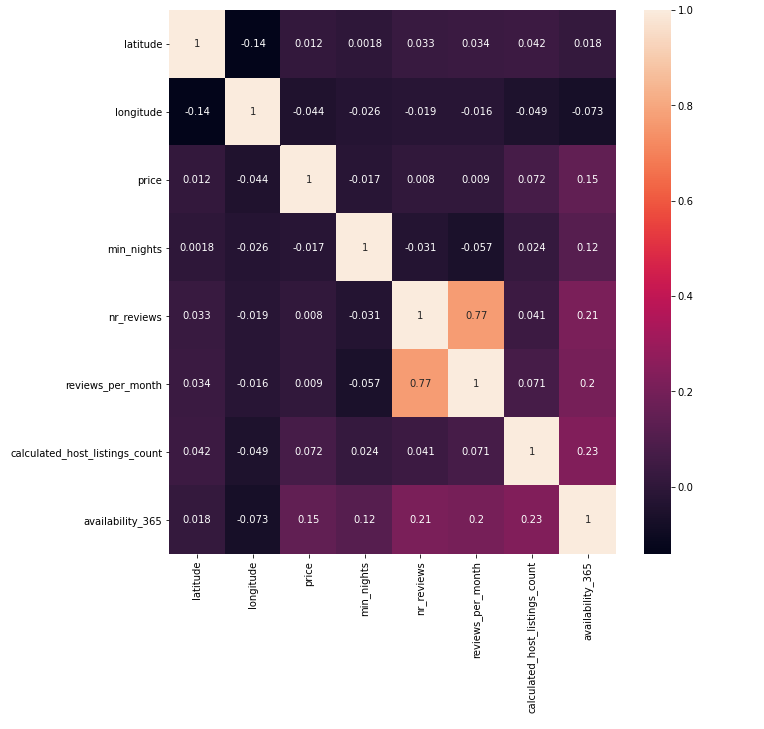 latitude 1 -0.14 0.012 0.0018 0.033 0.034 0.042 0.018
longitude -0.14 1 -0.044 -0.026 -0.019 -0.016 -0.049 -0.073
price 0.012 -0.044 1 -0.017 0.008 0.009 0.072 0.15
min_nights 0.0018 -0.026 -0.017 1 -0.031 -0.057 0.024 0.12
nr_reviews 0.033 -0.019 0.008 -0.031 1 0.77 0.041 0.21
reviews_per_month 0.034 -0.016 0.009 -0.057 0.77 1 0.071 0.2
calculated_host_listings_count 0.042 -0.049 0.072 0.024 0.041 0.071 1 0.23
availability_365 0.018 -0.073 0.15 0.12 0.21 0.2 0.23 1
latitude
longitude
price
min_nights
nr_reviews
reviews_per_month
calculated_host_listings_count
availability_365
1.0
0.8
0.6
0.4
0.2
0.0